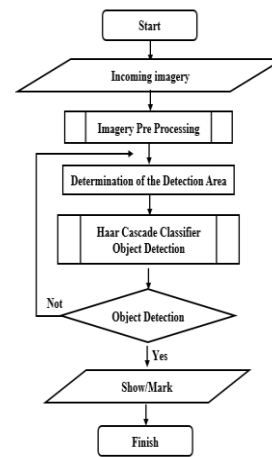 Start
Incoming imagery
Imagery Pre Processing
Determination of the Detection Area
Haar Cascade Classifier
Object Detection
Not
Object Detection
Yes
Show/Mark
Finish